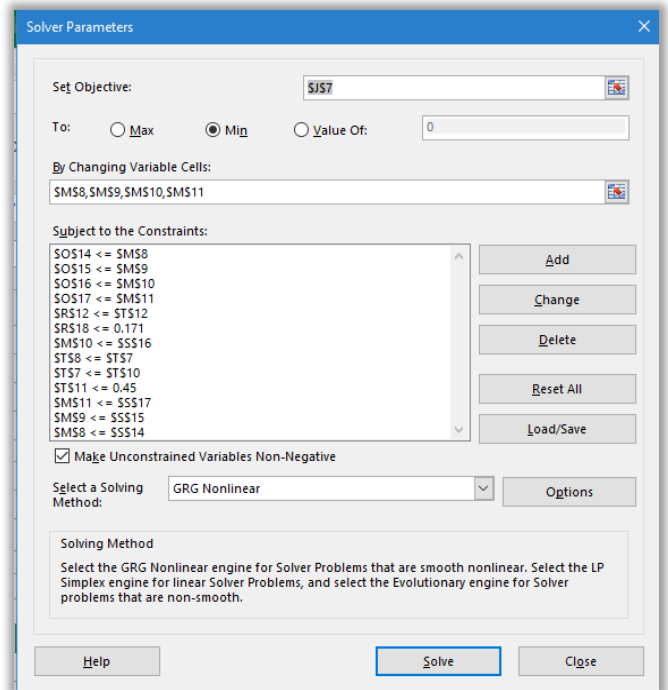 Solver Parameters
Set Objective:
$J$7
To:
Max
Min
Value Of:
0
By Changing Variable Cells:
$M$8,$M$9,$M$10,$M$11
Subject to the Constraints:
$O$14 <= $M$8
$O$15 <= $M$9
$O$16 <= $M$10
$O$17 <= $M$11
$R$12 <= $T$12
$R$18 <= 0.171
$M$10 <= $S$16
$T$8 <= $T$7
$T$7 <= $T$10
$T$11 <= 0.45
$M$11 <= $S$17
$M$9 <= $S$15
$M$8 <= $S$14
Add
Change
Delete
Reset All
Load/Save
Make Unconstrained Variables Non-Negative
Select a Solving
Method:
GRG Nonlinear
Options
Solving Method
Select the GRG Nonlinear engine for Solver Problems that are smooth nonlinear. Select the LP
Simplex engine for linear Solver Problems, and select the Evolutionary engine for Solver
problems that are non-smooth.
Help
Solve
Close